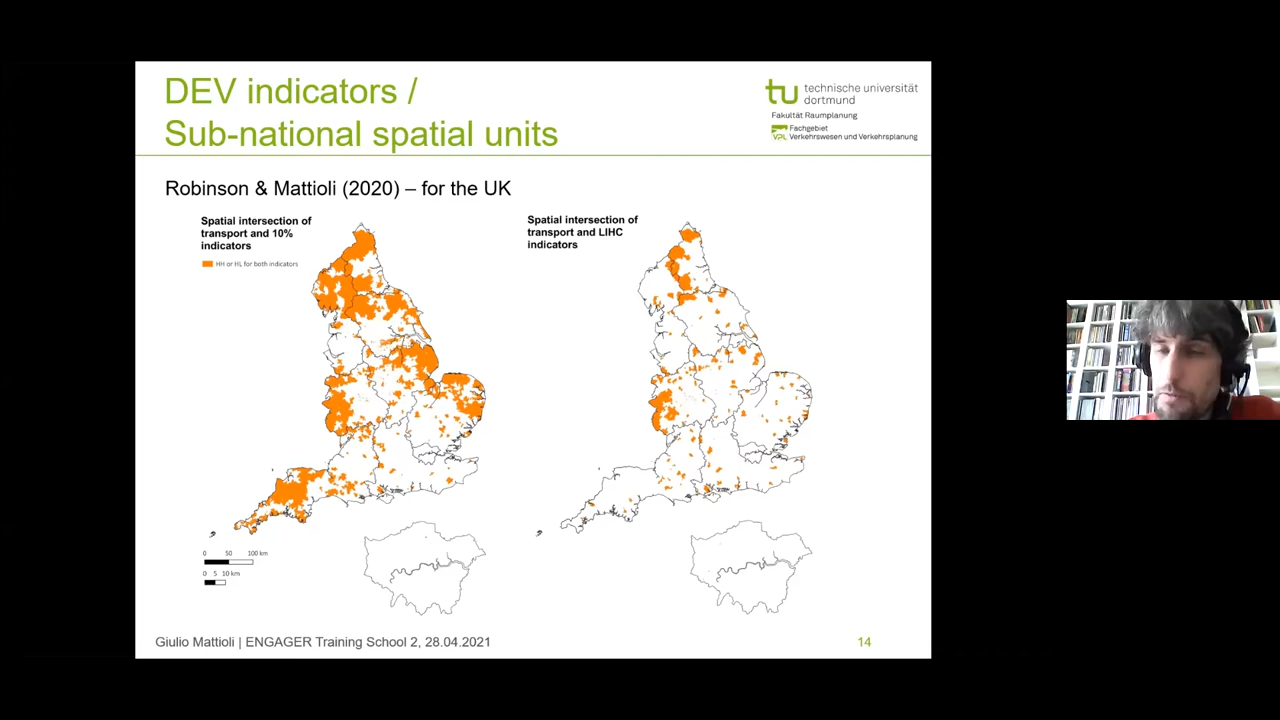 DEV indicators /
Sub-national spatial units
tu technische universität
dortmund
Fakultät Raumplanung
VPL Fachgebiet
Verkehrswesen und Verkehrsplanung
Robinson & Mattioli (2020) – for the UK
Spatial intersection of
transport and 10%
indicators
HH or HL for both indicators
Spatial intersection of
transport and LIHC
indicators
0 50 100 km
0 5 10 km
Giulio Mattioli | ENGAGER Training School 2, 28.04.2021
14